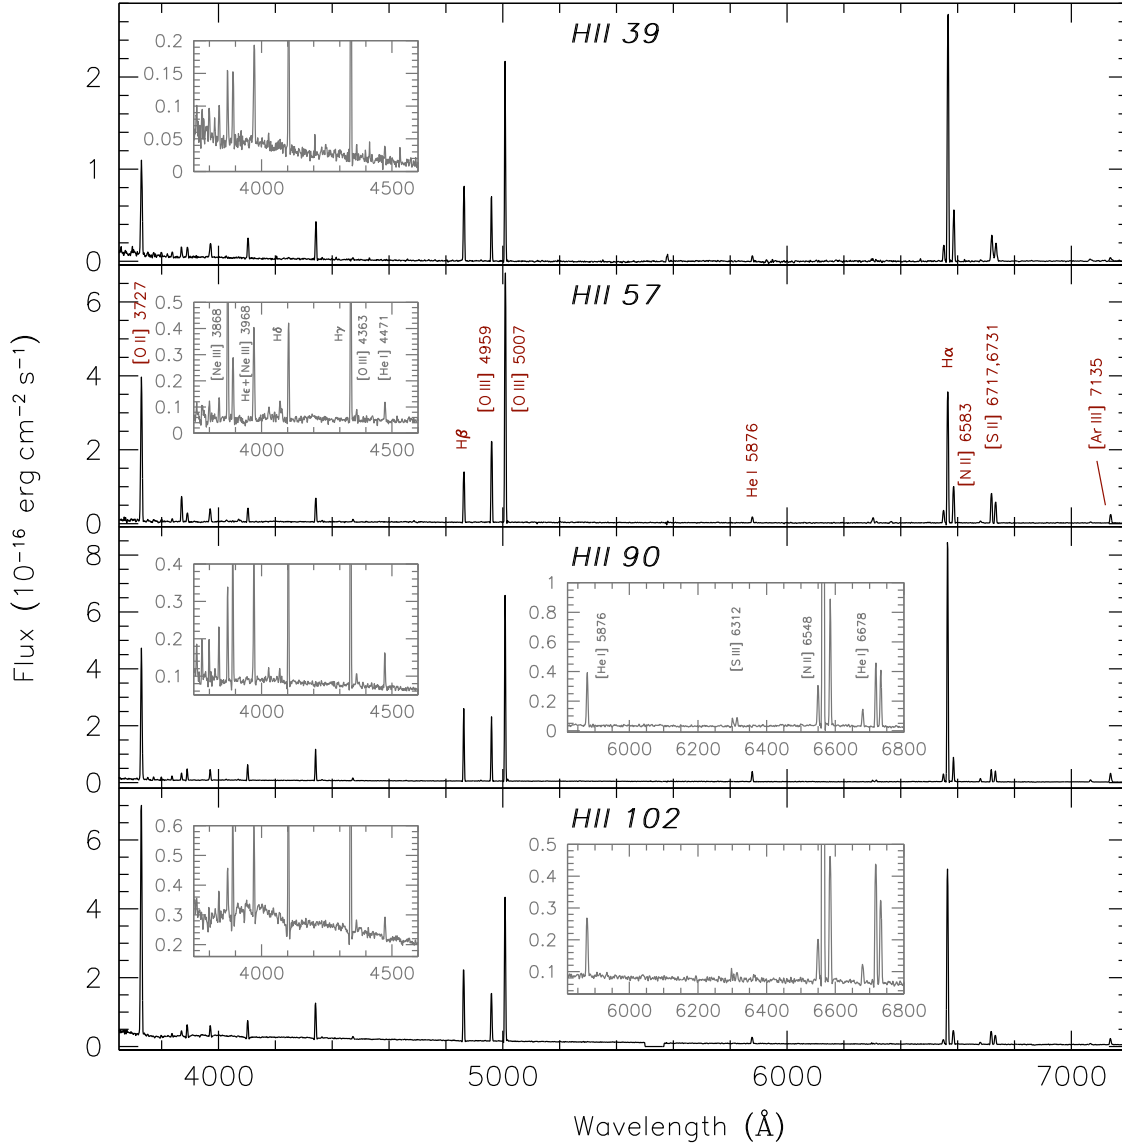 HII 39
2
1
0
0.2
0.15
0.1
0.05
0
4000 4500
HII 57
6
4
2
0
0.5
0.4
0.3
0.2
0.1
0
4000 4500
[O II] 3727
[Ne III] 3868
Hε+[Ne III] 3968
Hδ
Hγ
[O III] 4363
[He I] 4471
Hβ
[O III] 4959
[O III] 5007
He I 5876
Hα
[N II] 6583
[S II] 6717,6731
[Ar III] 7135
HII 90
8
6
4
2
0
0.4
0.3
0.2
0.1
4000 4500
1
0.8
0.6
0.4
0.2
0
[He I] 5876
[S III] 6312
[N II] 6548
[He I] 6678
6000 6200 6400 6600 6800
HII 102
6
4
2
0
0.6
0.5
0.4
0.3
0.2
4000 4500
0.5
0.4
0.3
0.2
0.1
6000 6200 6400 6600 6800
4000 5000 6000 7000
Wavelength (Å)
Flux (10⁻¹⁶ erg cm⁻² s⁻¹)